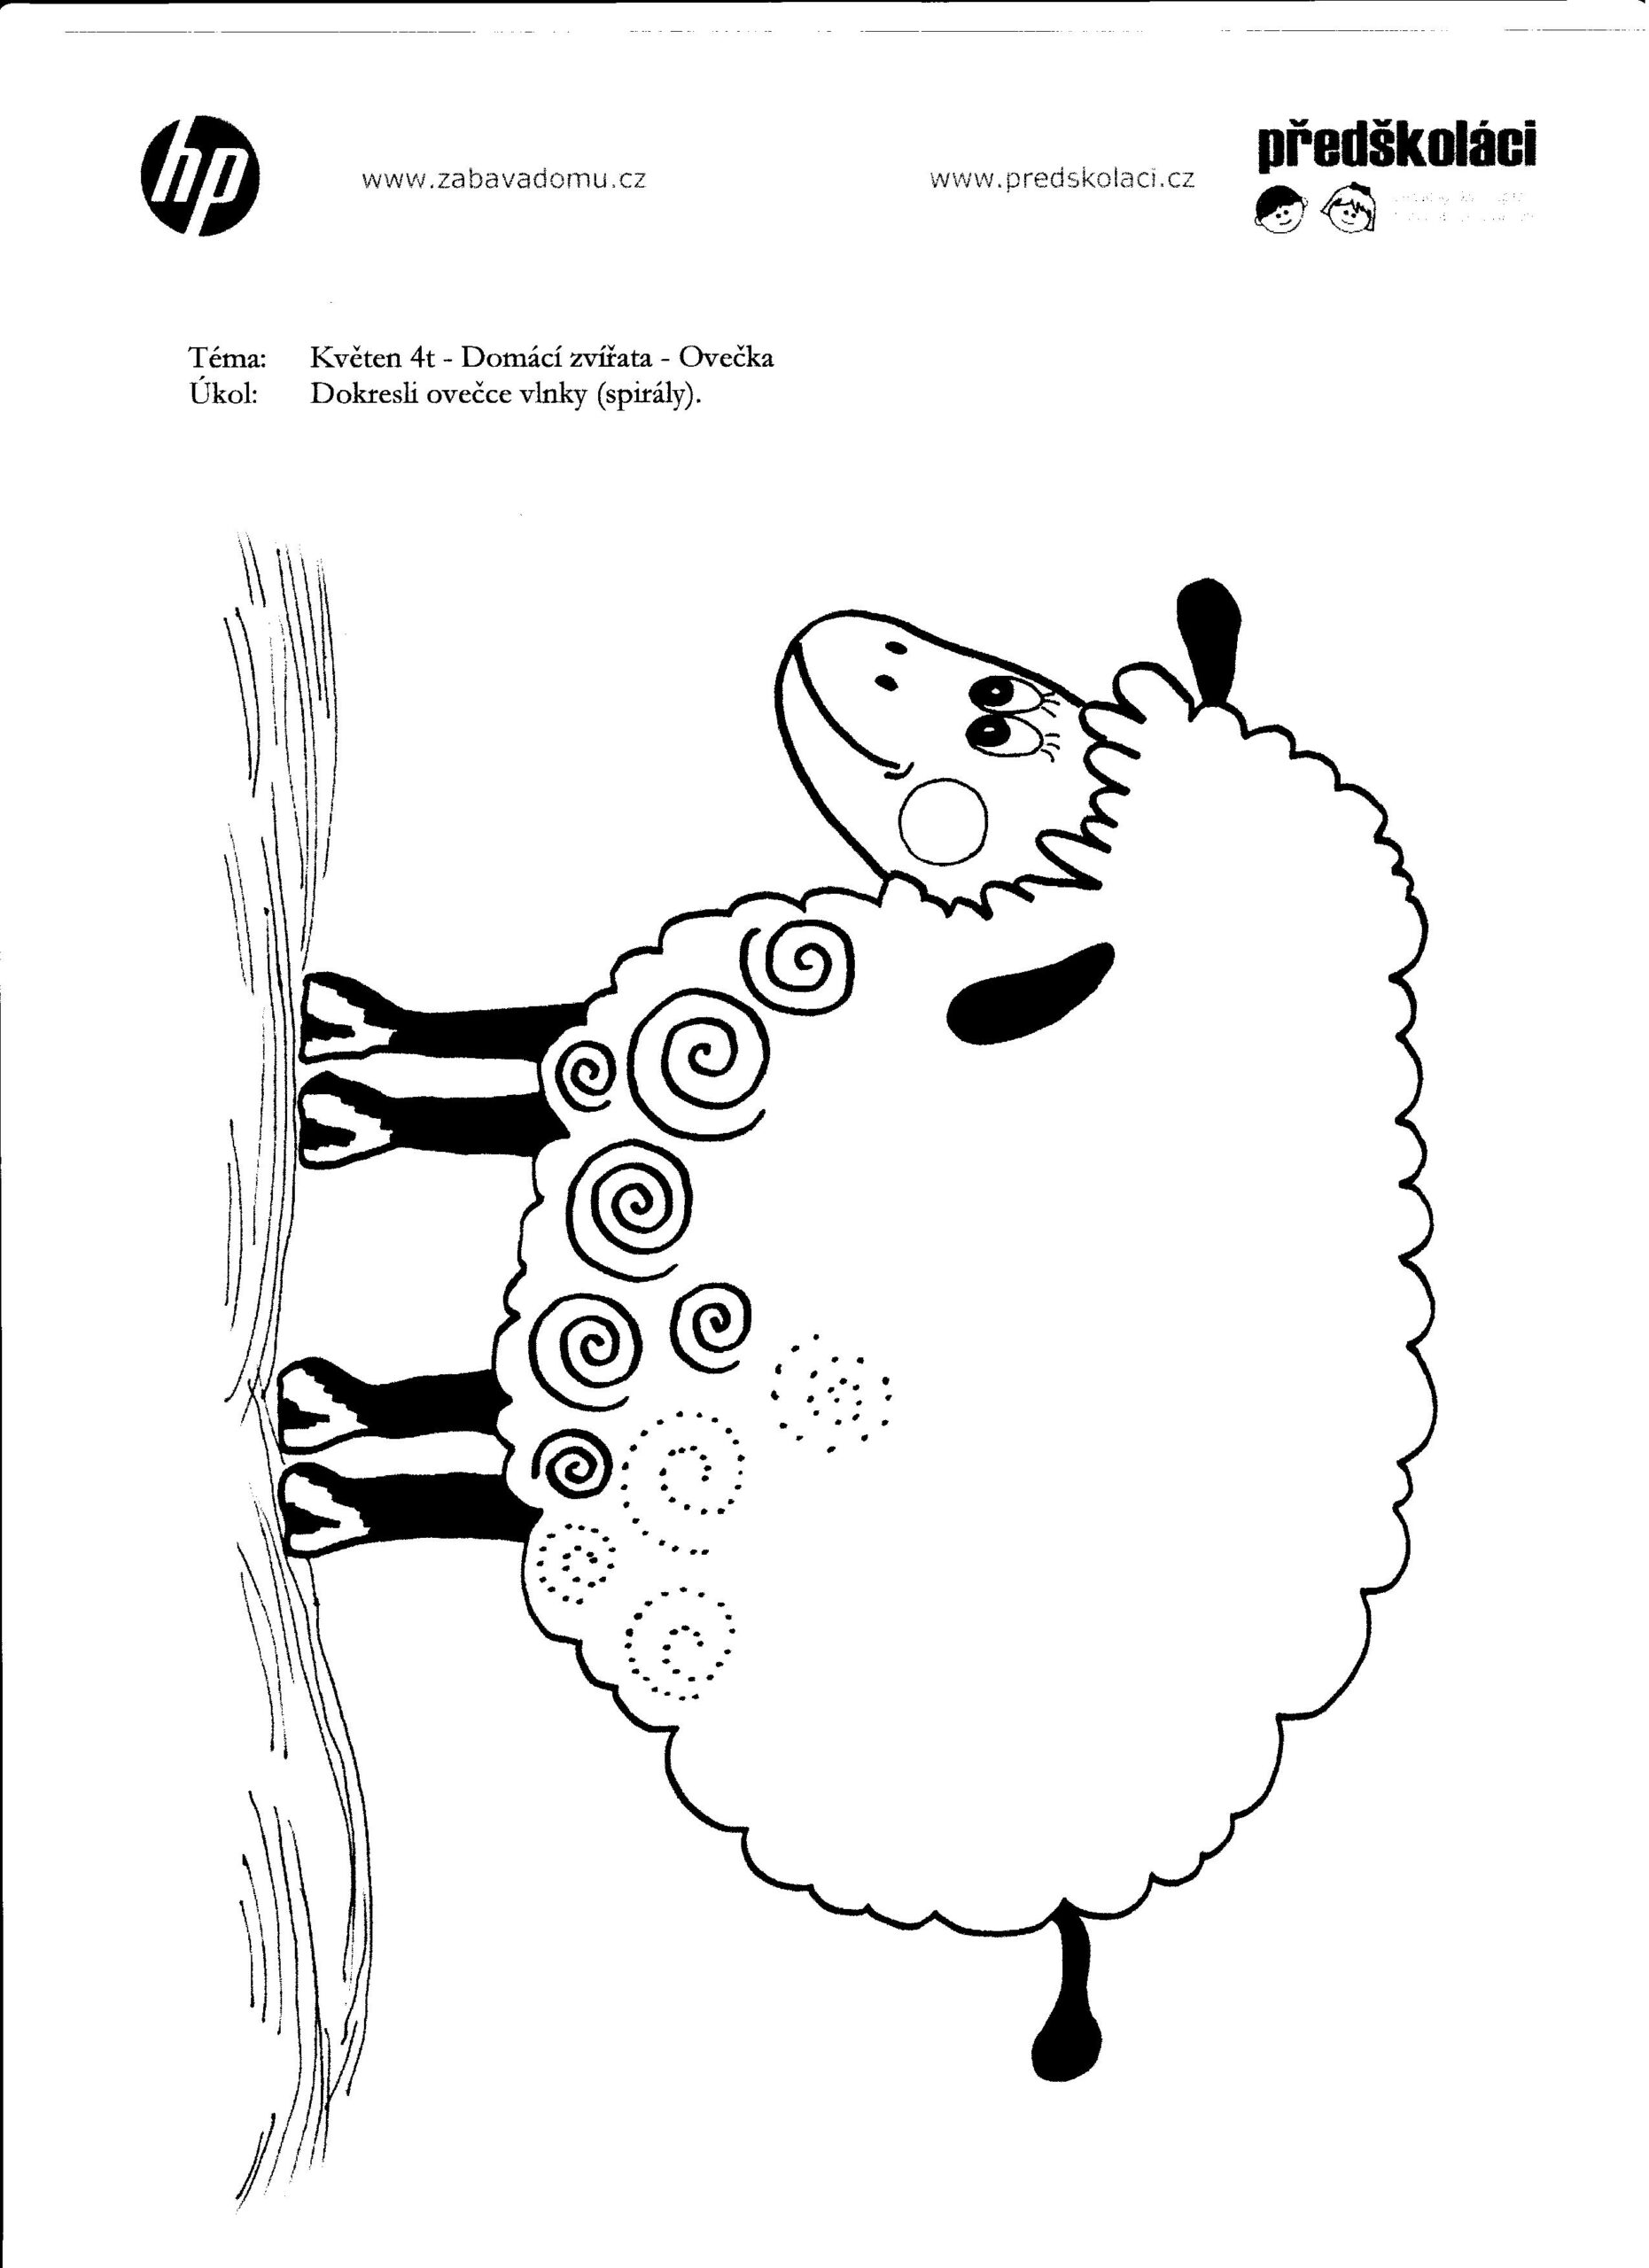 hp
www.zabavadomu.cz
www.predskolaci.cz
předškoláci
Téma: Květen 4t - Domácí zvířata - Ovečka
Úkol: Dokresli ovečce vlnky (spirály).